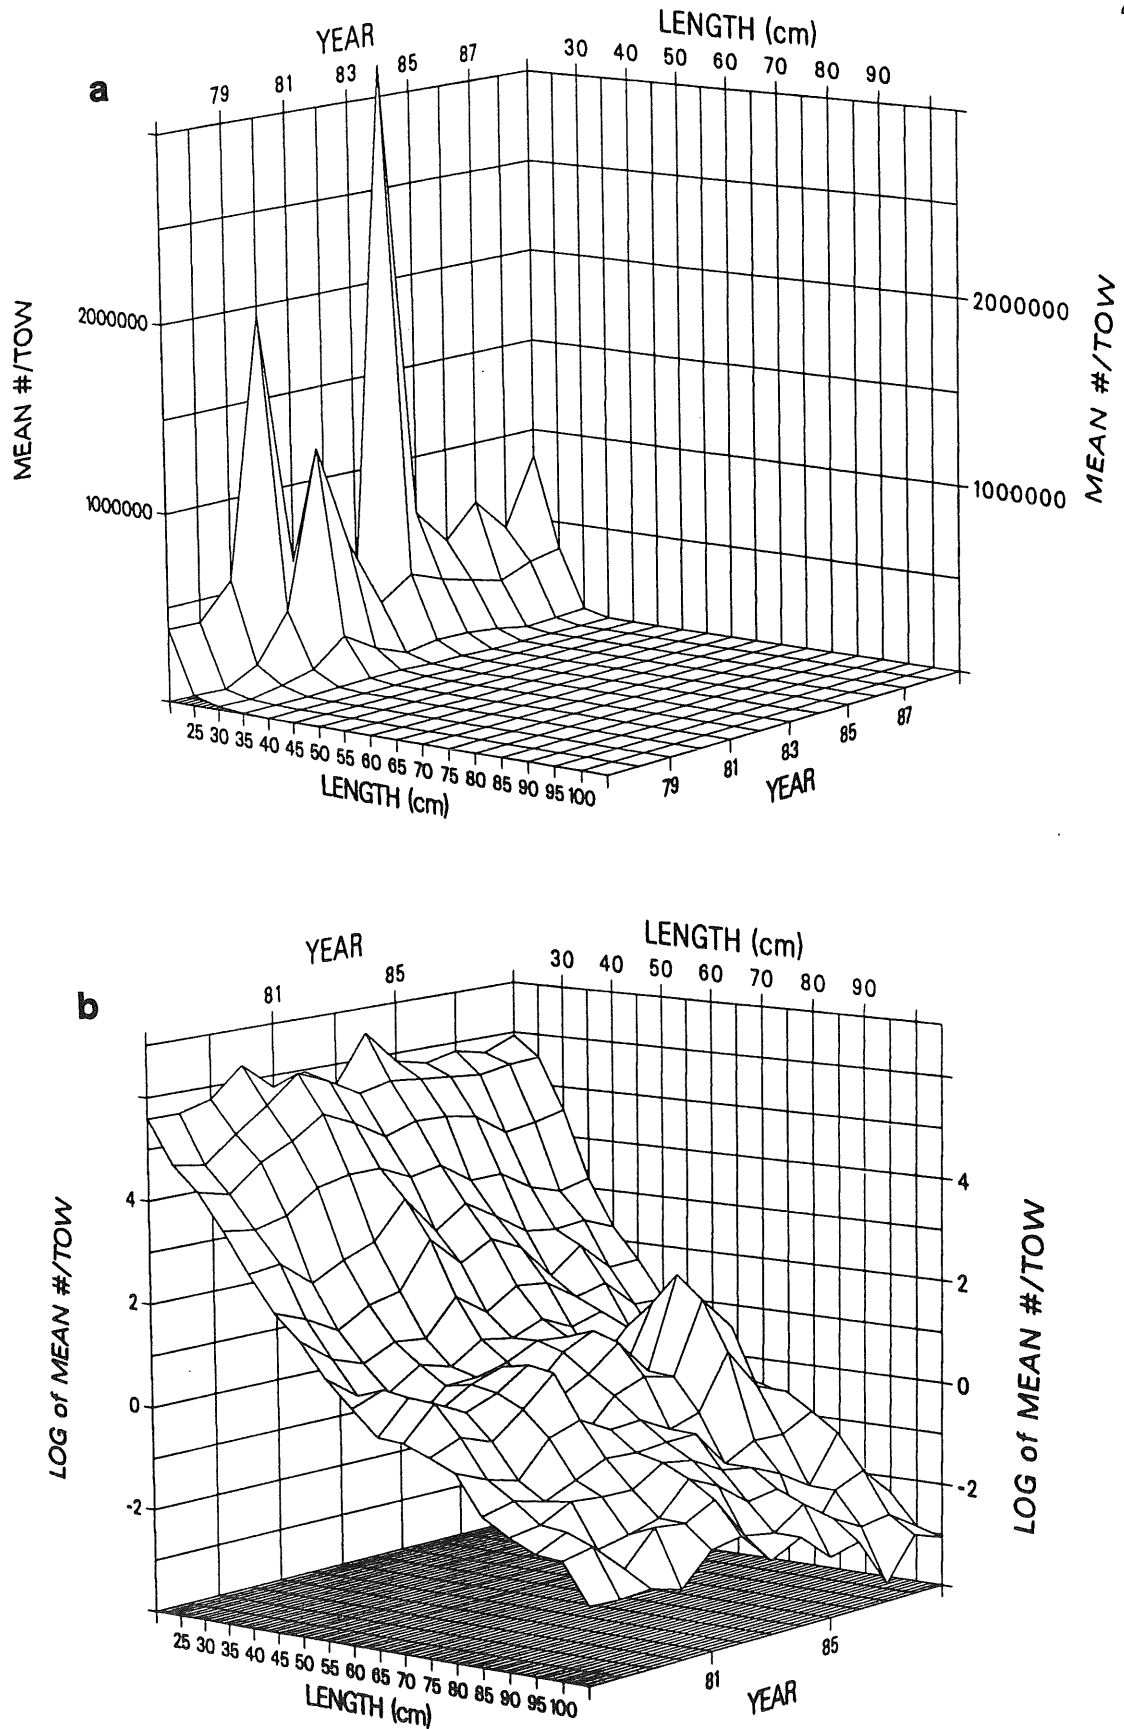 a
YEAR
79 81 83 85 87
LENGTH (cm)
30 40 50 60 70 80 90
MEAN #/TOW
2000000
1000000
2000000
1000000
MEAN #/TOW
25 30 35 40 45 50 55 60 65 70 75 80 85 90 95 100
LENGTH (cm)
79 81 83 85 87
YEAR
b
YEAR
81 85
LENGTH (cm)
30 40 50 60 70 80 90
LOG of MEAN #/TOW
4
2
0
-2
4
2
0
-2
LOG of MEAN #/TOW
25 30 35 40 45 50 55 60 65 70 75 80 85 90 95 100
LENGTH (cm)
81 85
YEAR